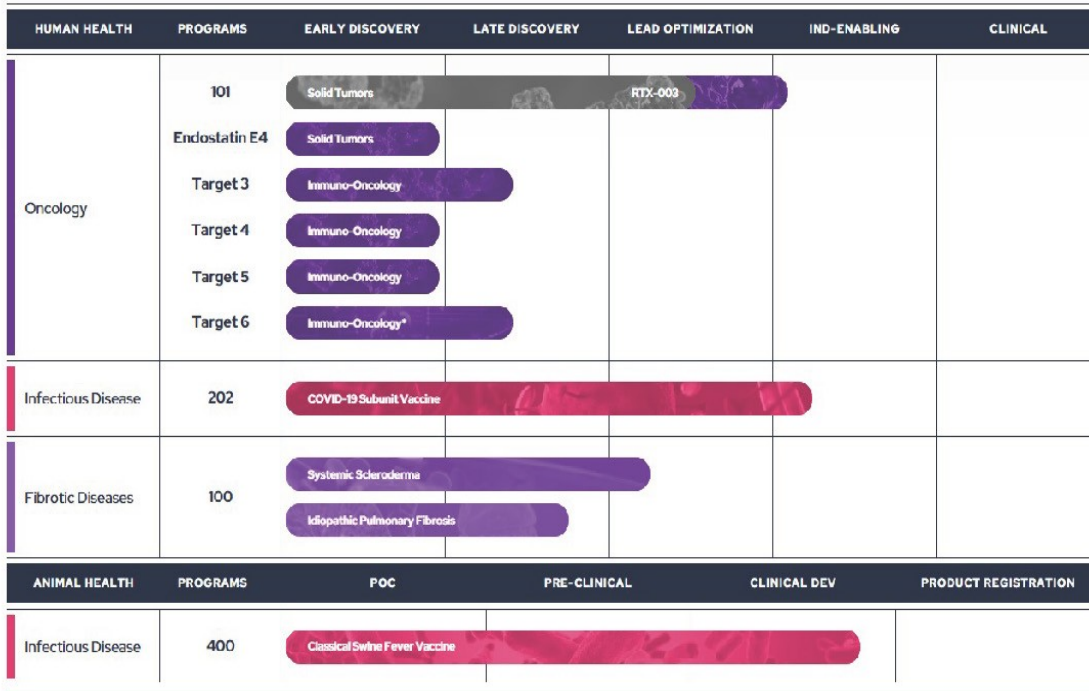 HUMAN HEALTH PROGRAMS EARLY DISCOVERY LATE DISCOVERY LEAD OPTIMIZATION IND-ENABLING CLINICAL
Oncology
101 Solid Tumors RTX-003
Endostatin E4 Solid Tumors
Target 3 Immuno-Oncology
Target 4 Immuno-Oncology
Target 5 Immuno-Oncology
Target 6 Immuno-Oncology*
Infectious Disease 202 COVID-19 Subunit Vaccine
Fibrotic Diseases 100
Systemic Scleroderma
Idiopathic Pulmonary Fibrosis
ANIMAL HEALTH PROGRAMS POC PRE-CLINICAL CLINICAL DEV PRODUCT REGISTRATION
Infectious Disease 400 Classical Swine Fever Vaccine